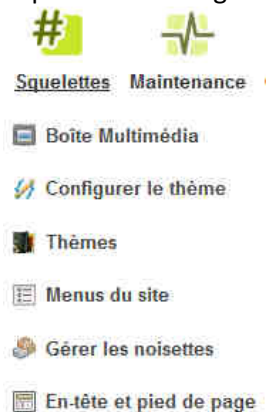 Squelettes Maintenance
Boîte Multimédia
Configurer le thème
Thèmes
Menus du site
Gérer les noisettes
En-tête et pied de page